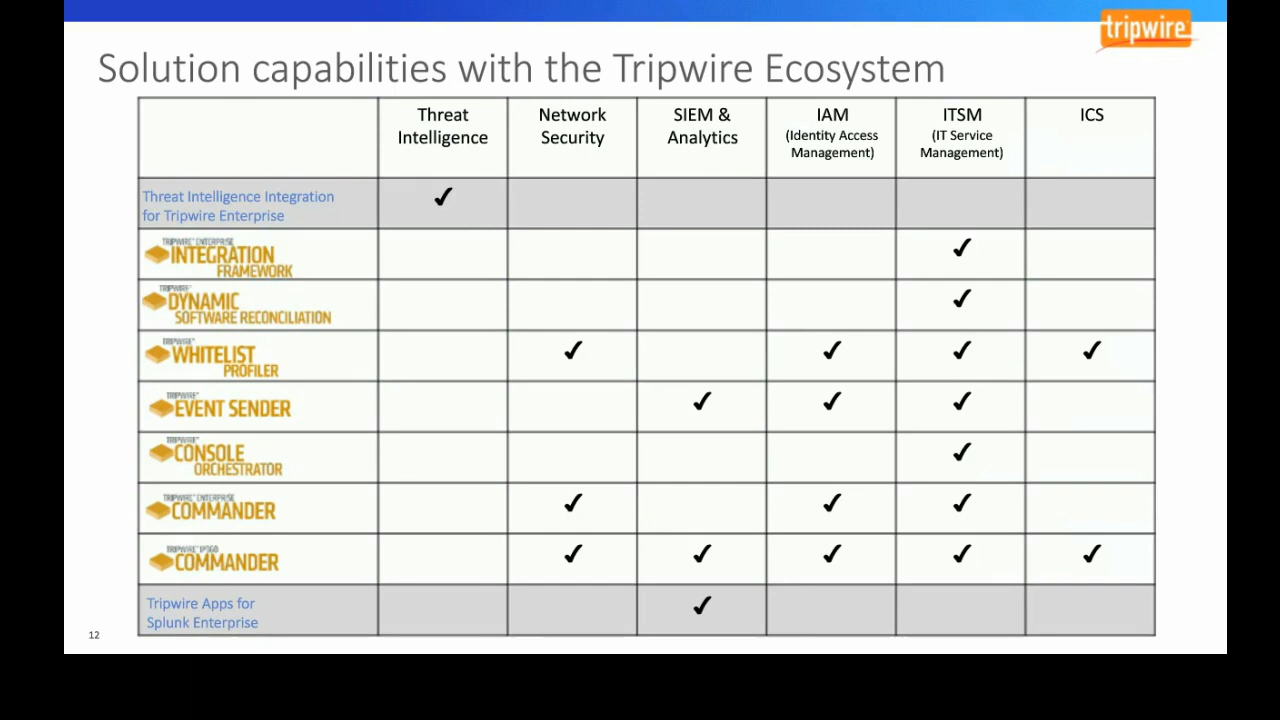 tripwire
Solution capabilities with the Tripwire Ecosystem
Threat
Intelligence
Network
Security
SIEM &
Analytics
IAM
(Identity Access
Management)
ITSM
(IT Service
Management)
ICS
Threat Intelligence Integration
for Tripwire Enterprise
✓
TRIPWIRE® ENTERPRISE
INTEGRATION
FRAMEWORK
✓
TRIPWIRE®
DYNAMIC
SOFTWARE RECONCILIATION
✓
TRIPWIRE®
WHITELIST
PROFILER
✓ ✓ ✓ ✓
TRIPWIRE®
EVENT SENDER
✓ ✓ ✓
TRIPWIRE®
CONSOLE
ORCHESTRATOR
✓
TRIPWIRE® ENTERPRISE
COMMANDER
✓ ✓ ✓
TRIPWIRE® IP360
COMMANDER
✓ ✓ ✓ ✓ ✓
Tripwire Apps for
Splunk Enterprise
✓
12